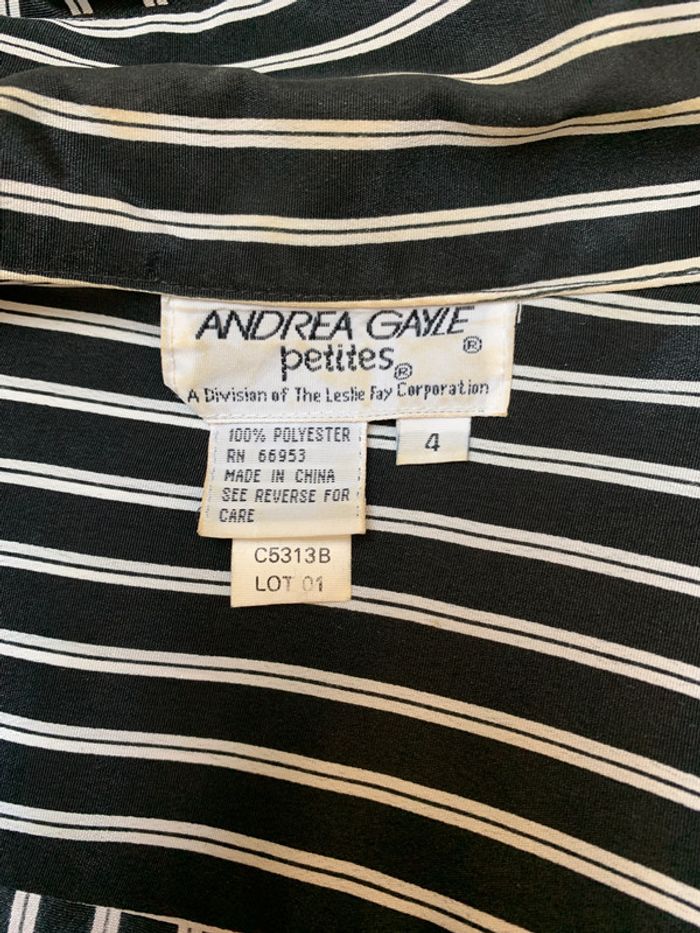 ANDREA GAYLE ®
petites ®
A Division of The Leslie Fay Corporation
100% POLYESTER
RN 66953
MADE IN CHINA
SEE REVERSE FOR
CARE
4
C5313B
LOT 01